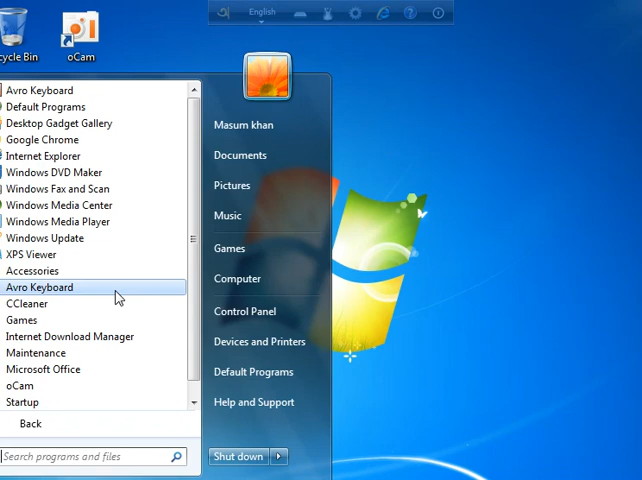 অ English
cycle Bin
oCam
Avro Keyboard
Default Programs
Desktop Gadget Gallery
Google Chrome
Internet Explorer
Windows DVD Maker
Windows Fax and Scan
Windows Media Center
Windows Media Player
Windows Update
XPS Viewer
Accessories
Avro Keyboard
CCleaner
Games
Internet Download Manager
Maintenance
Microsoft Office
oCam
Startup
Back
Search programs and files
Masum khan
Documents
Pictures
Music
Games
Computer
Control Panel
Devices and Printers
Default Programs
Help and Support
Shut down